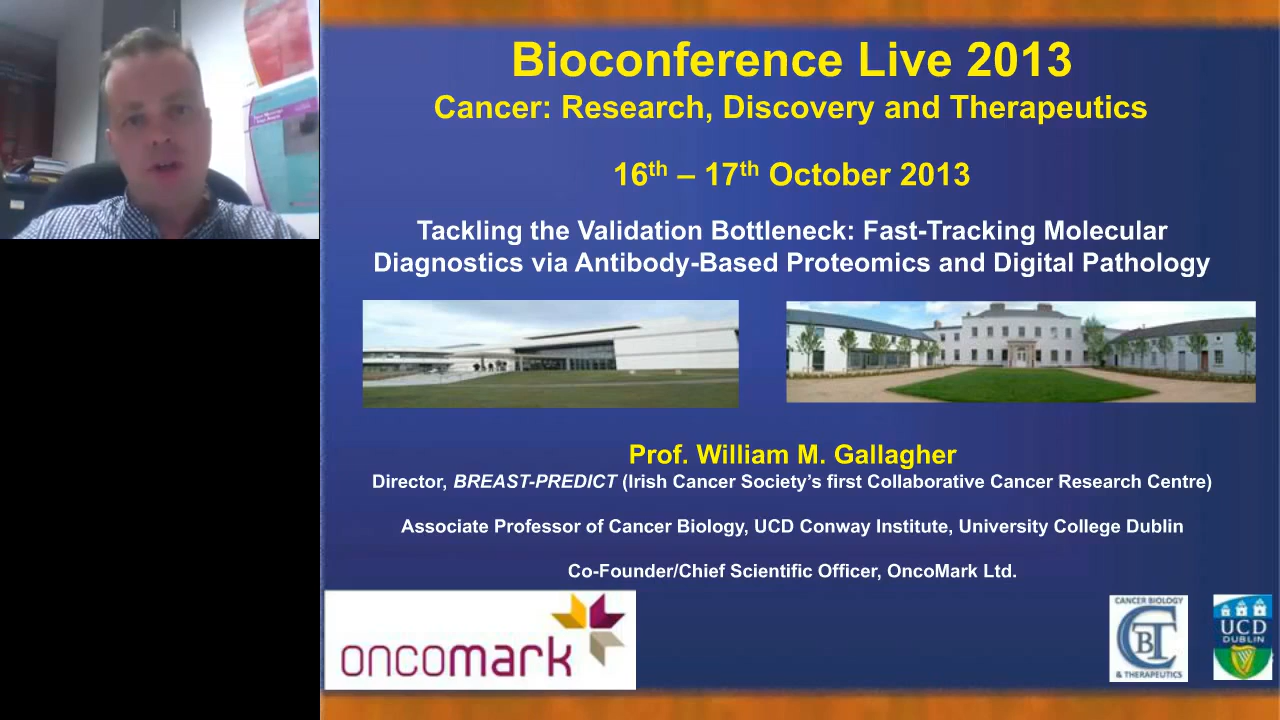 Bioconference Live 2013
Cancer: Research, Discovery and Therapeutics
16th – 17th October 2013
Tackling the Validation Bottleneck: Fast-Tracking Molecular
Diagnostics via Antibody-Based Proteomics and Digital Pathology
Prof. William M. Gallagher
Director, BREAST-PREDICT (Irish Cancer Society's first Collaborative Cancer Research Centre)
Associate Professor of Cancer Biology, UCD Conway Institute, University College Dublin
Co-Founder/Chief Scientific Officer, OncoMark Ltd.
oncomark
CANCER BIOLOGY
CBT
& THERAPEUTICS
UCD
DUBLIN